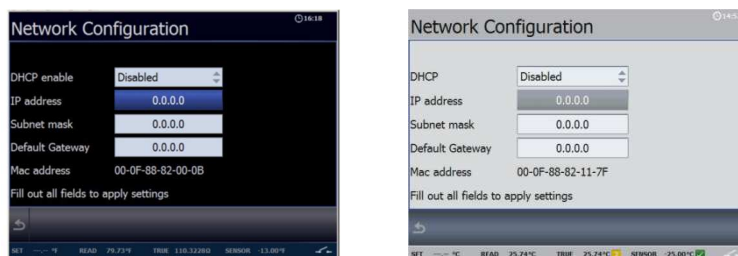 Network Configuration
16:18
DHCP enable Disabled
IP address 0.0.0.0
Subnet mask 0.0.0.0
Default Gateway 0.0.0.0
Mac address 00-0F-88-82-00-0B
Fill out all fields to apply settings
SET ---.-- °F READ 79.73°F TRUE 110.3220Ω SENSOR -13.00°F
Network Configuration
DHCP Disabled
IP address 0.0.0.0
Subnet mask 0.0.0.0
Default Gateway 0.0.0.0
Mac address 00-0F-88-82-11-7F
Fill out all fields to apply settings
SET ---.-- °C READ 25.74°C TRUE 25.74°C SENSOR -25.00°C